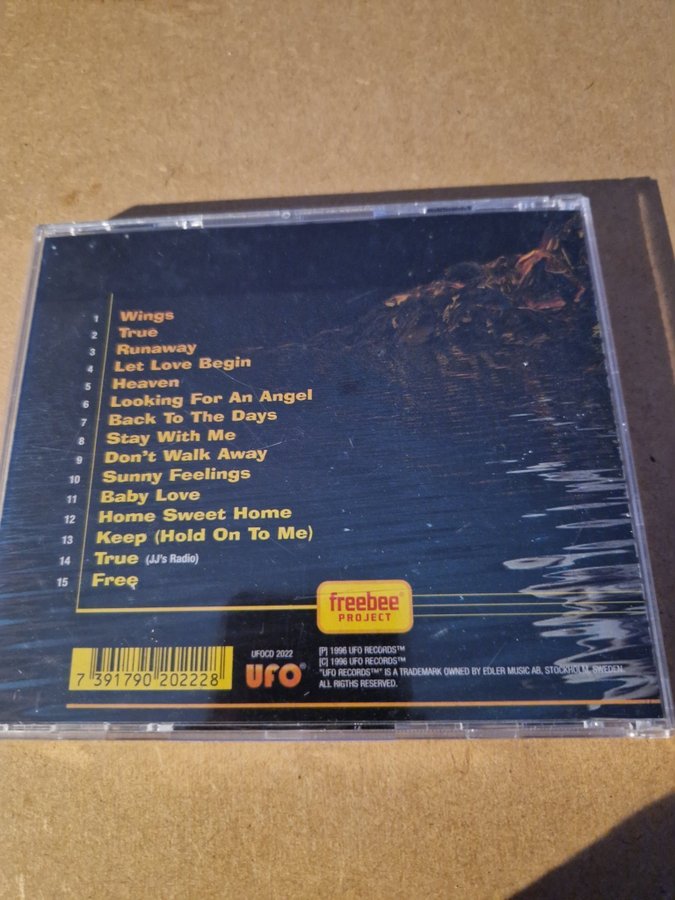 1 Wings
2 True
3 Runaway
4 Let Love Begin
5 Heaven
6 Looking For An Angel
7 Back To The Days
8 Stay With Me
9 Don't Walk Away
10 Sunny Feelings
11 Baby Love
12 Home Sweet Home
13 Keep (Hold On To Me)
14 True (JJ's Radio)
15 Free
freebee®
PROJECT
7 391790 202228
UFOCD 2022
UFO®
[P] 1996 UFO RECORDS™
[C] 1996 UFO RECORDS™
"UFO RECORDS™" IS A TRADEMARK OWNED BY EDLER MUSIC AB, STOCKHOLM, SWEDEN
ALL RIGTHS RESERVED.